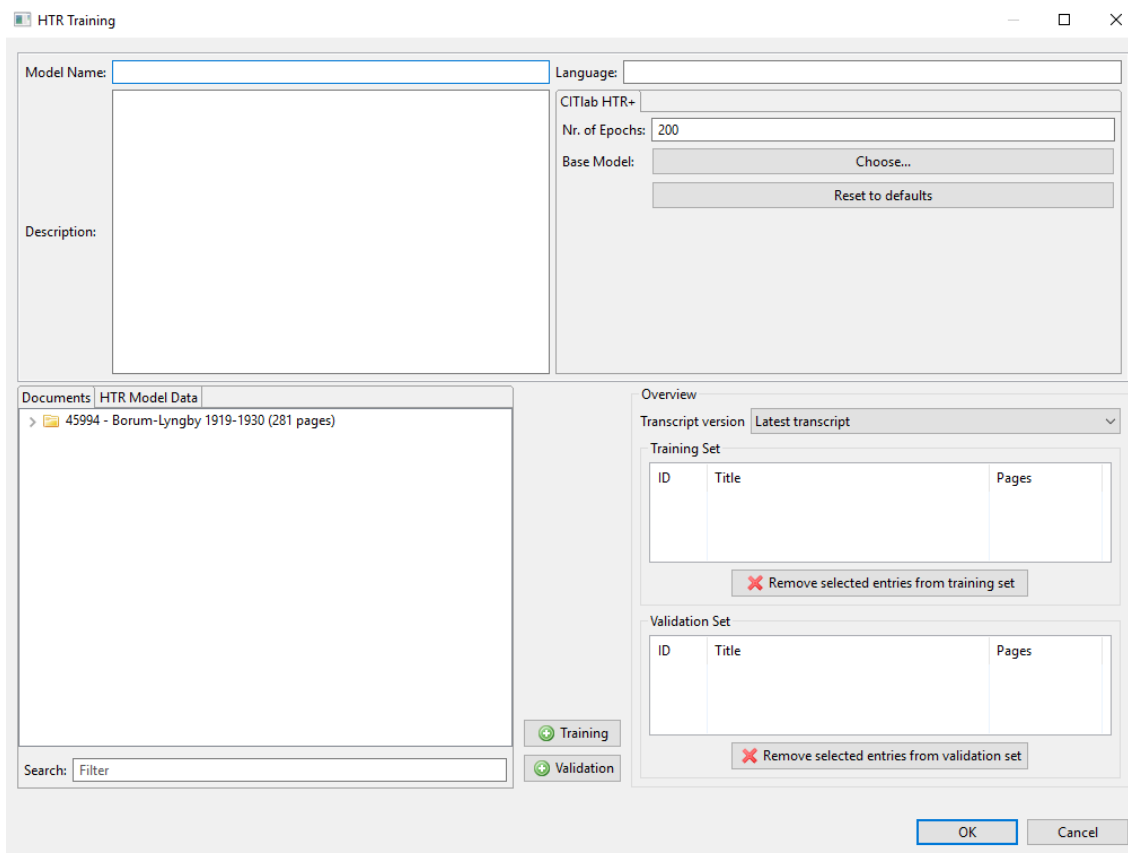 HTR Training
Model Name:
Language:
CITlab HTR+
Nr. of Epochs: 200
Base Model: Choose...
Reset to defaults
Description:
Documents HTR Model Data
45994 - Borum-Lyngby 1919-1930 (281 pages)
Search: Filter
Training
Validation
Overview
Transcript version Latest transcript
Training Set
ID Title Pages
Remove selected entries from training set
Validation Set
ID Title Pages
Remove selected entries from validation set
OK Cancel